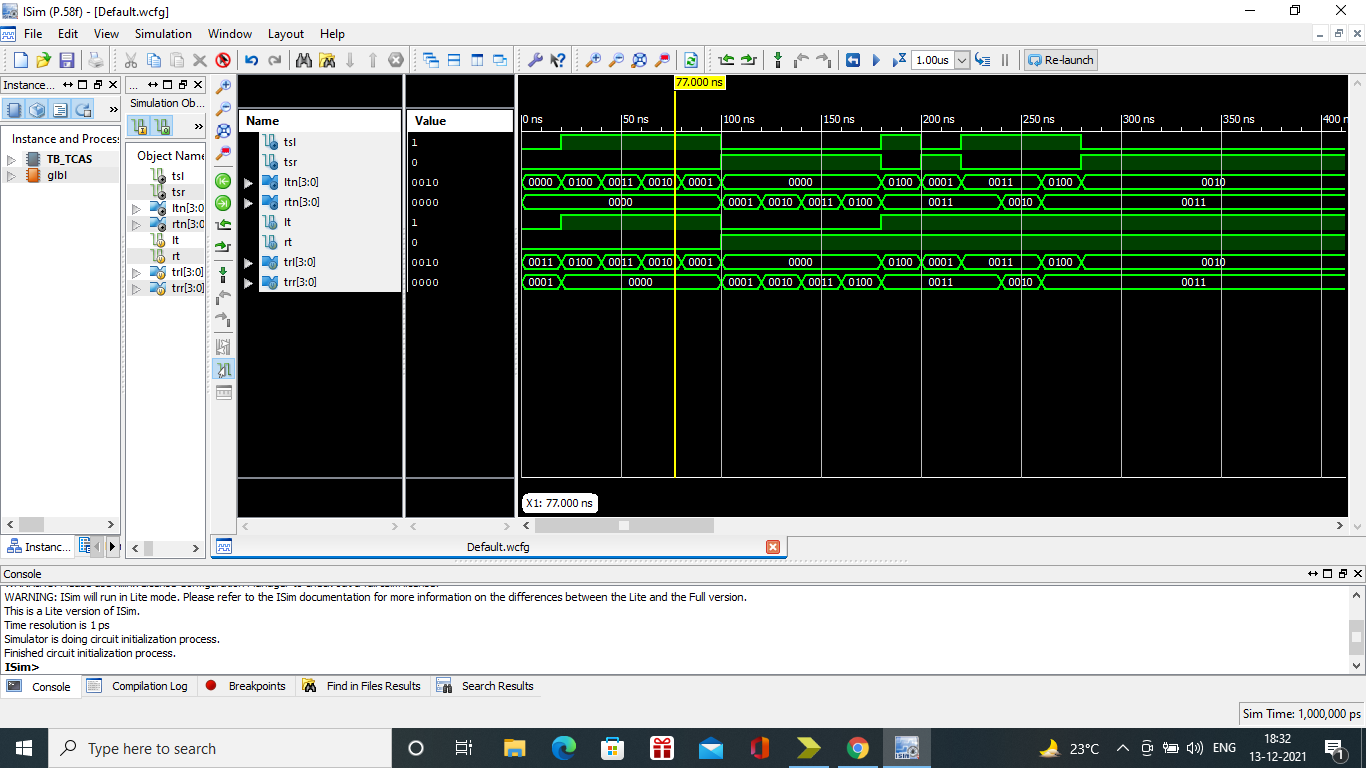 ISim (P.58f) - [Default.wcfg]
File Edit View Simulation Window Layout Help
1.00us Re-launch
Instance...
...
Simulation Ob...
Instance and Process
Object Name
TB_TCAS
glbl
tsl
tsr
ltn[3:0
rtn[3:0
lt
rt
trl[3:0]
trr[3:0]
Name Value
tsl 1
tsr 0
ltn[3:0] 0010
rtn[3:0] 0000
lt 1
rt 0
trl[3:0] 0010
trr[3:0] 0000
77.000 ns
0 ns 50 ns 100 ns 150 ns 200 ns 250 ns 300 ns 350 ns 400 n
0000 0100 0011 0010 0001 0000 0100 0001 0011 0100 0010
0000 0001 0010 0011 0100 0011 0010 0011
0011 0100 0011 0010 0001 0000 0100 0001 0011 0100 0010
0001 0000 0001 0010 0011 0100 0011 0010 0011
X1: 77.000 ns
Instanc...
Default.wcfg
Console
WARNING: ISim will run in Lite mode. Please refer to the ISim documentation for more information on the differences between the Lite and the Full version.
This is a Lite version of ISim.
Time resolution is 1 ps
Simulator is doing circuit initialization process.
Finished circuit initialization process.
ISim>
Console Compilation Log Breakpoints Find in Files Results Search Results
Sim Time: 1,000,000 ps
Type here to search
23°C ENG
18:32
13-12-2021
1